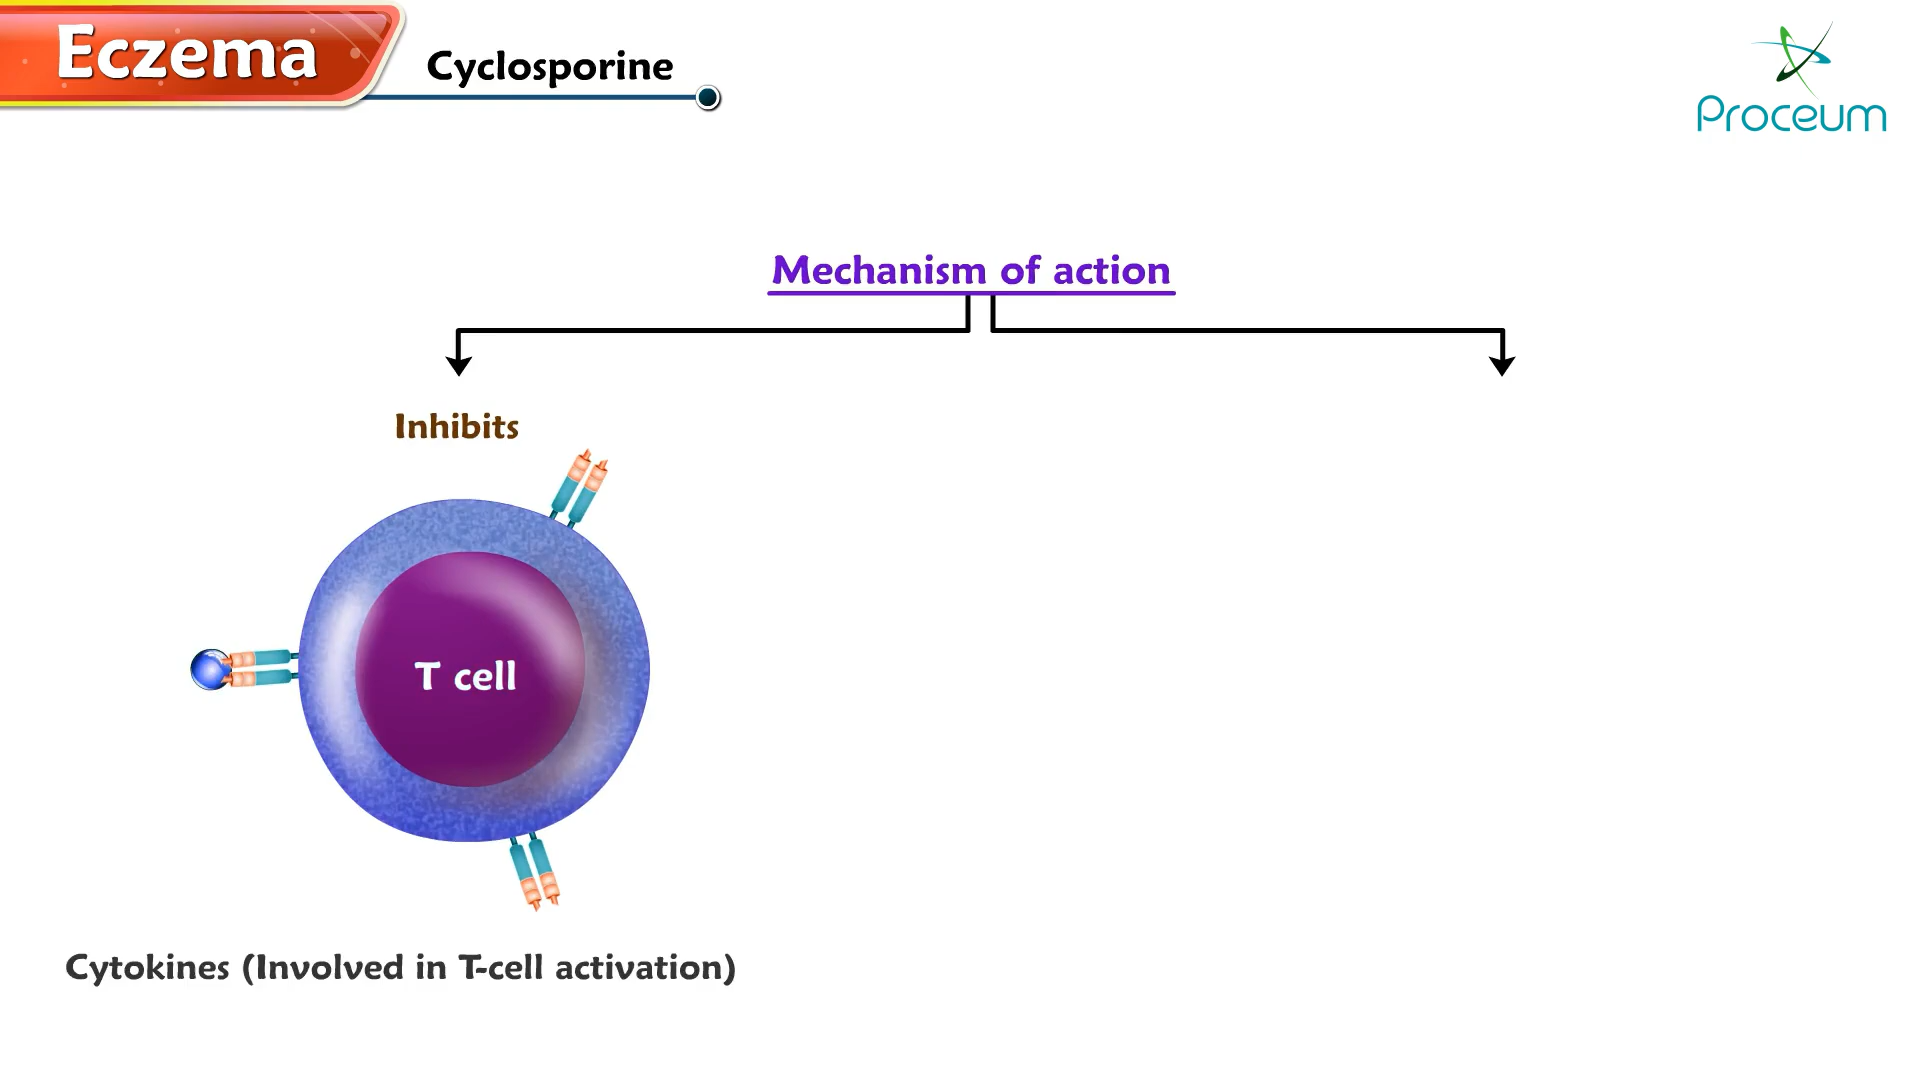 Eczema
Cyclosporine
Proceum
Mechanism of action
Inhibits
T cell
Cytokines (Involved in T-cell activation)